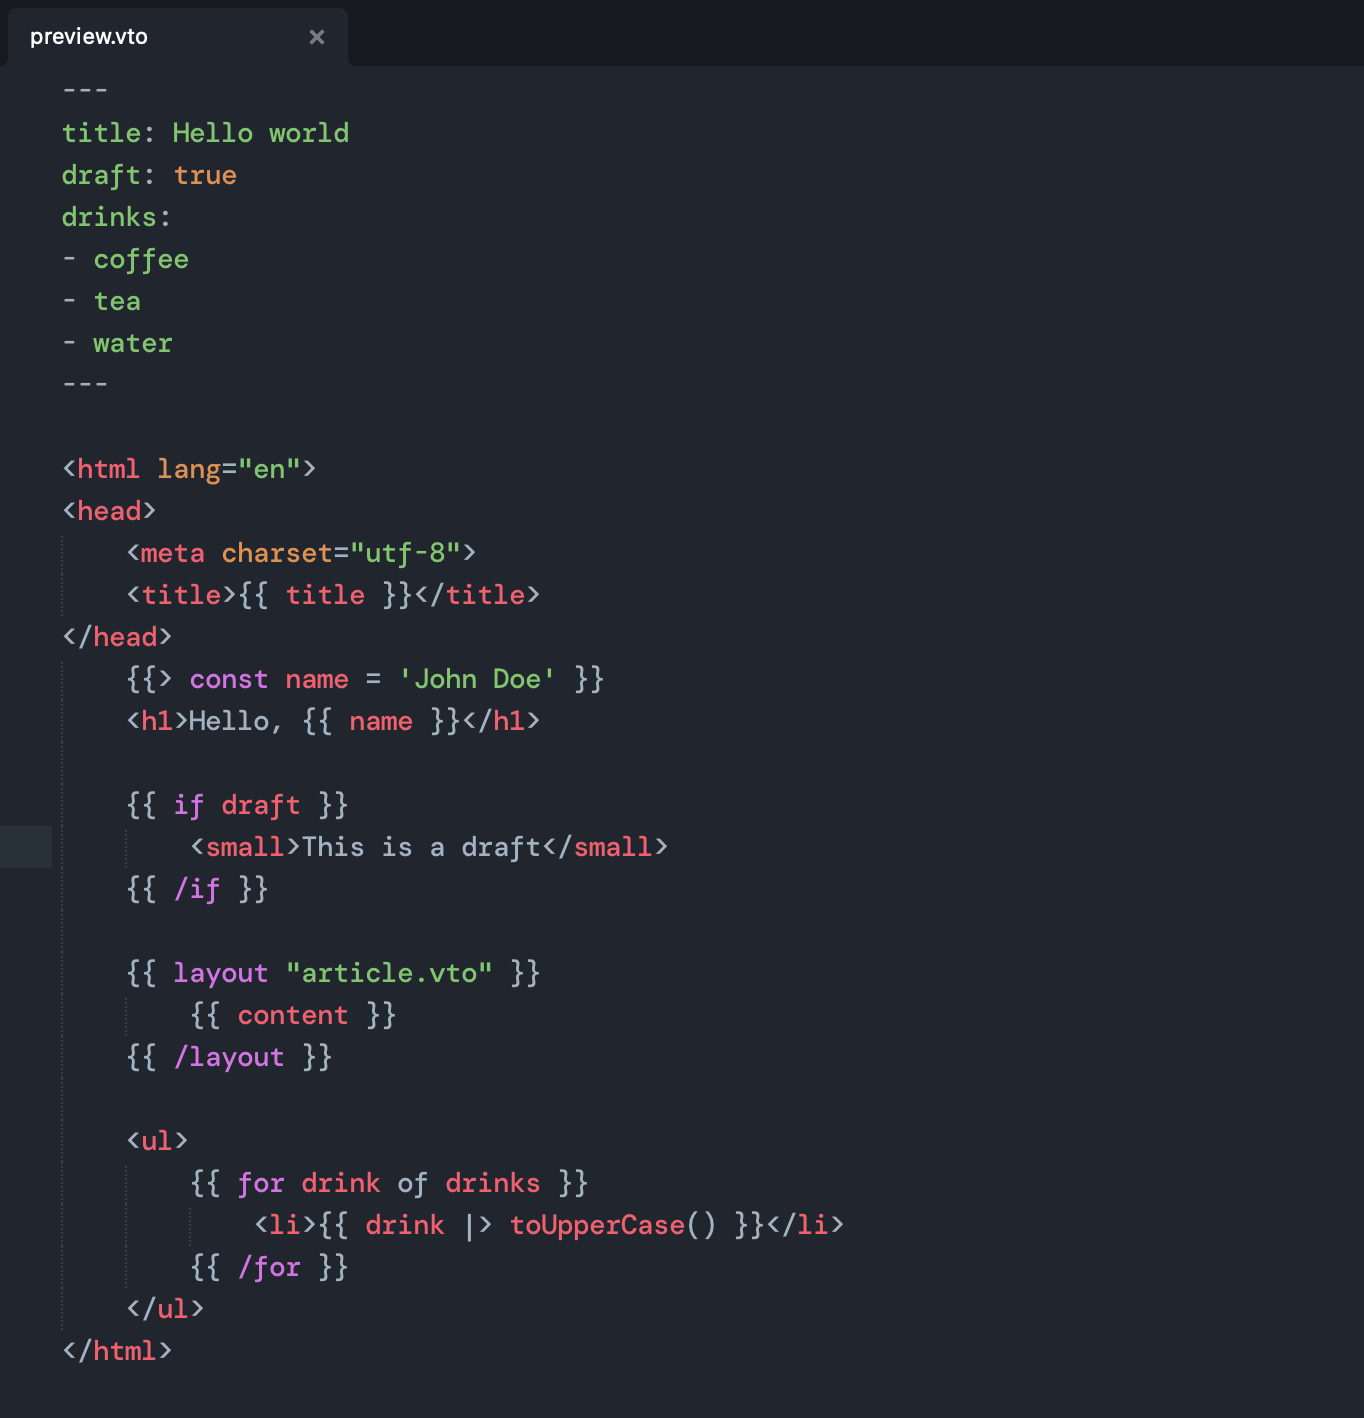 preview.vto ×
---
title: Hello world
draft: true
drinks:
- coffee
- tea
- water
---
<html lang="en">
<head>
<meta charset="utf-8">
<title>{{ title }}</title>
</head>
{{> const name = 'John Doe' }}
<h1>Hello, {{ name }}</h1>
{{ if draft }}
<small>This is a draft</small>
{{ /if }}
{{ layout "article.vto" }}
{{ content }}
{{ /layout }}
<ul>
{{ for drink of drinks }}
<li>{{ drink |> toUpperCase() }}</li>
{{ /for }}
</ul>
</html>